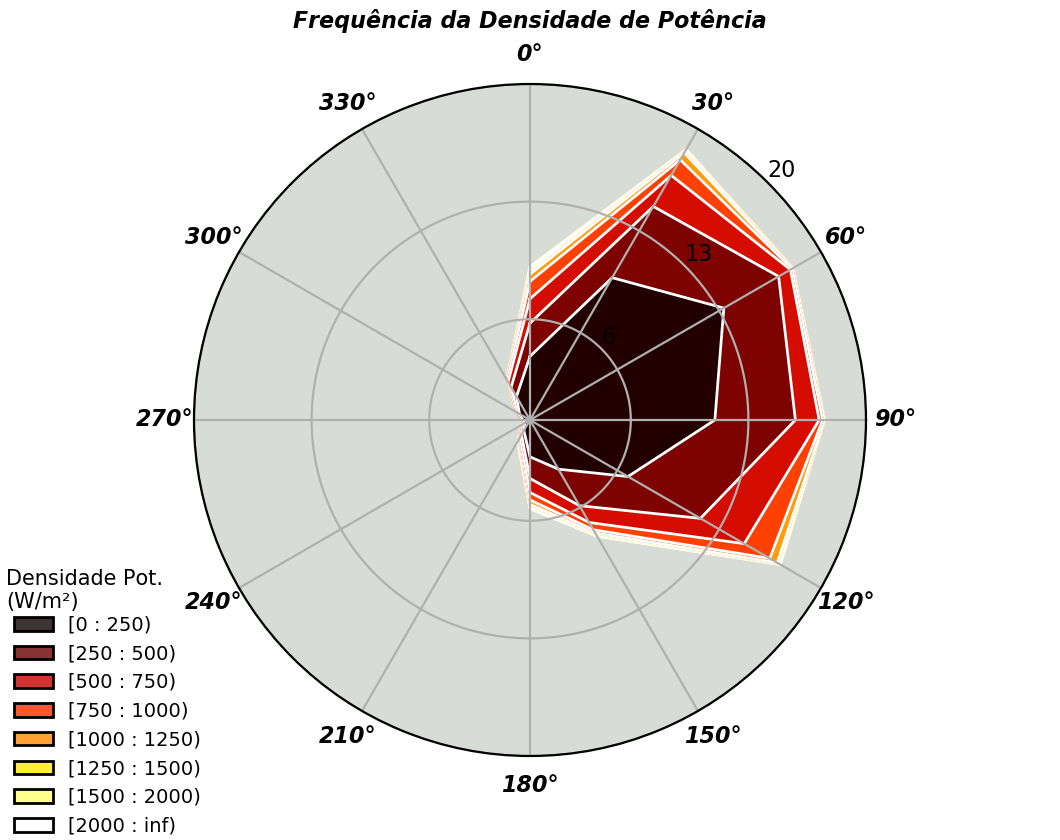 Frequência da Densidade de Potência
0°
330°
30°
20
300°
60°
13
6
270°
90°
240°
120°
210°
150°
180°
Densidade Pot.
(W/m²)
[0 : 250)
[250 : 500)
[500 : 750)
[750 : 1000)
[1000 : 1250)
[1250 : 1500)
[1500 : 2000)
[2000 : inf)